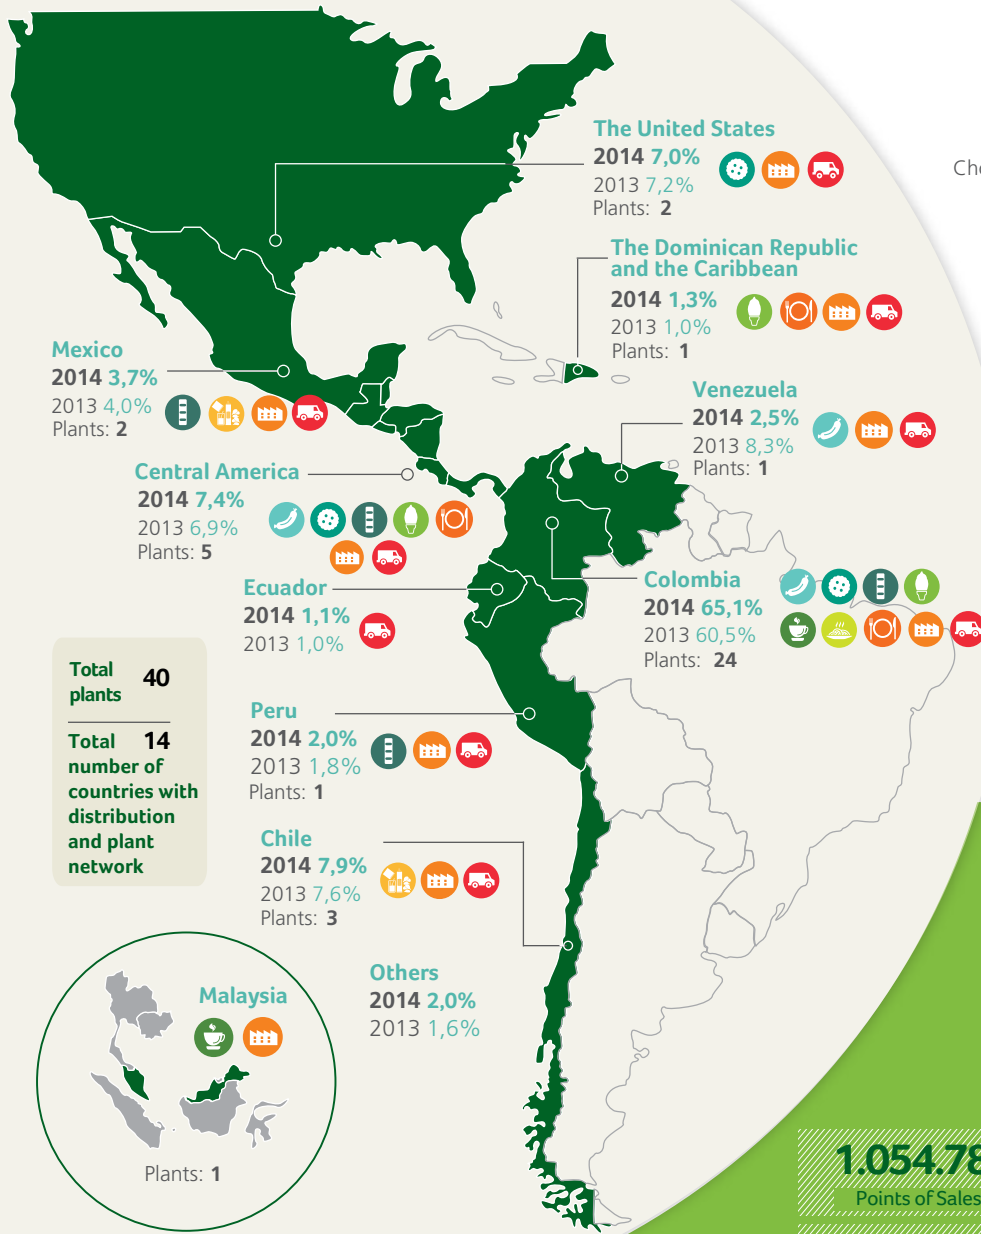 The United States
2014 7,0%
2013 7,2%
Plants: 2
The Dominican Republic
and the Caribbean
2014 1,3%
2013 1,0%
Plants: 1
Mexico
2014 3,7%
2013 4,0%
Plants: 2
Venezuela
2014 2,5%
2013 8,3%
Plants: 1
Central America
2014 7,4%
2013 6,9%
Plants: 5
Colombia
2014 65,1%
2013 60,5%
Plants: 24
Ecuador
2014 1,1%
2013 1,0%
Total plants 40
Total 14
number of
countries with
distribution
and plant
network
Peru
2014 2,0%
2013 1,8%
Plants: 1
Chile
2014 7,9%
2013 7,6%
Plants: 3
Others
2014 2,0%
2013 1,6%
Malaysia
Plants: 1
1.054.78
Points of Sales